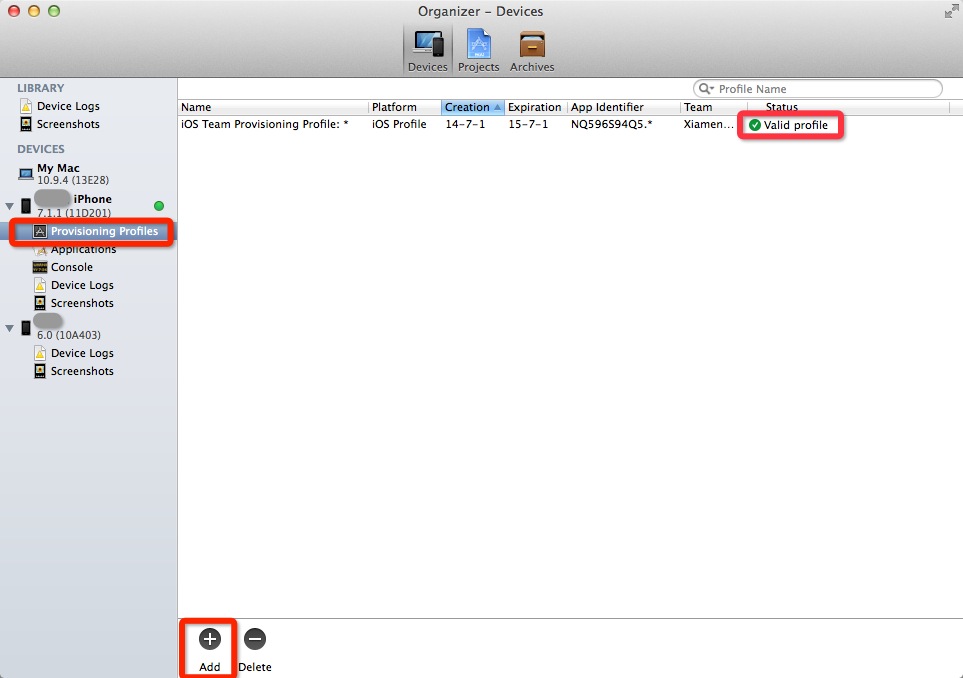 Organizer - Devices
Devices Projects Archives
Profile Name
LIBRARY
Device Logs
Screenshots
DEVICES
My Mac
10.9.4 (13E28)
iPhone
7.1.1 (11D201)
Provisioning Profiles
Applications
Console
Device Logs
Screenshots
6.0 (10A403)
Device Logs
Screenshots
Name Platform Creation Expiration App Identifier Team Status
iOS Team Provisioning Profile: * iOS Profile 14-7-1 15-7-1 NQ596S94Q5.* Xiamen... Valid profile
Add Delete